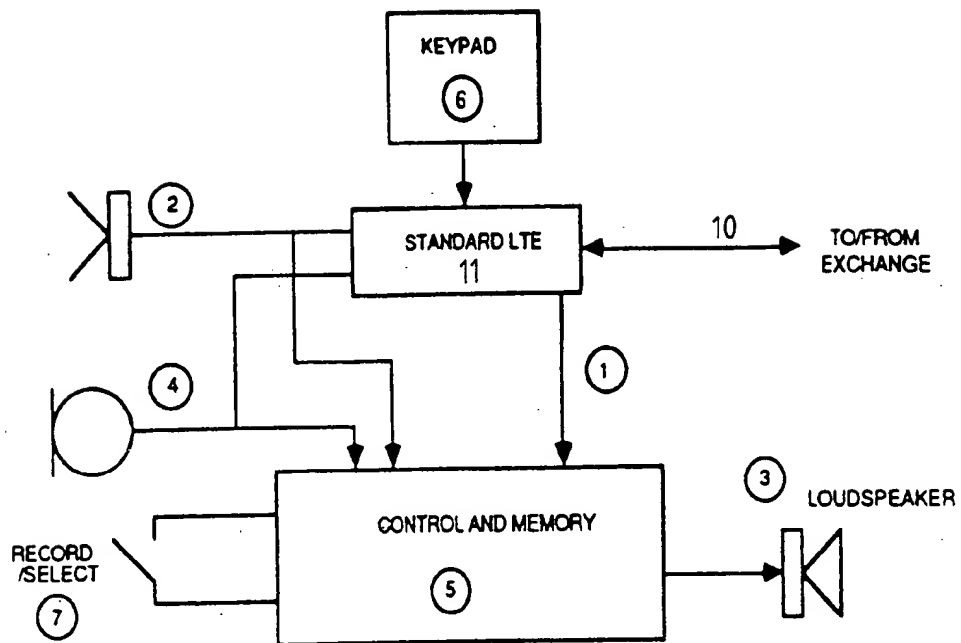 KEYPAD
6
2
STANDARD LTE
11
10
TO/FROM
EXCHANGE
1
4
3
LOUDSPEAKER
CONTROL AND MEMORY
5
RECORD
/SELECT
7